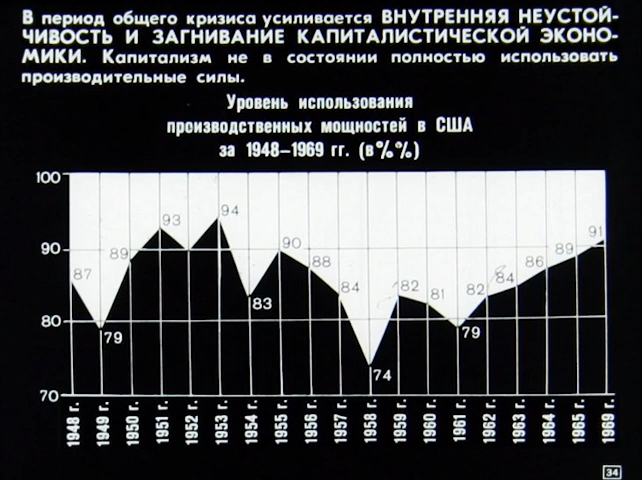 В период общего кризиса усиливается ВНУТРЕННЯЯ НЕУСТОЙ-
ЧИВОСТЬ И ЗАГНИВАНИЕ КАПИТАЛИСТИЧЕСКОЙ ЭКОНО-
МИКИ. Капитализм не в состоянии полностью использовать
производительные силы.
Уровень использования
производственных мощностей в США
за 1948–1969 гг. (в%%)
100
90
80
70
87
79
89
93
94
83
90
88
84
74
82
81
79
82
84
86
89
91
1948 г.
1949 г.
1950 г.
1951 г.
1952 г.
1953 г.
1954 г.
1955 г.
1956 г.
1957 г.
1958 г.
1959 г.
1960 г.
1961 г.
1962 г.
1963 г.
1964 г.
1965 г.
1969 г.
34